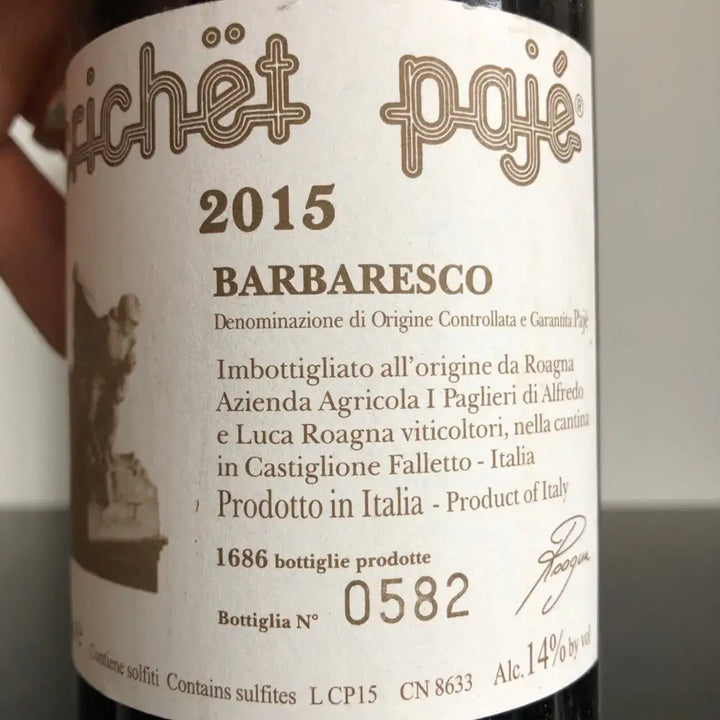 richët pajé®
2015
BARBARESCO
Denominazione di Origine Controllata e Garantita Pajè
Imbottigliato all'origine da Roagna
Azienda Agricola I Paglieri di Alfredo
e Luca Roagna viticoltori, nella cantina
in Castiglione Falletto - Italia
Prodotto in Italia - Product of Italy
1686 bottiglie prodotte
Roagna
Bottiglia N° 0582
Contiene solfiti Contains sulfites L CP15 CN 8633 Alc. 14% by vol